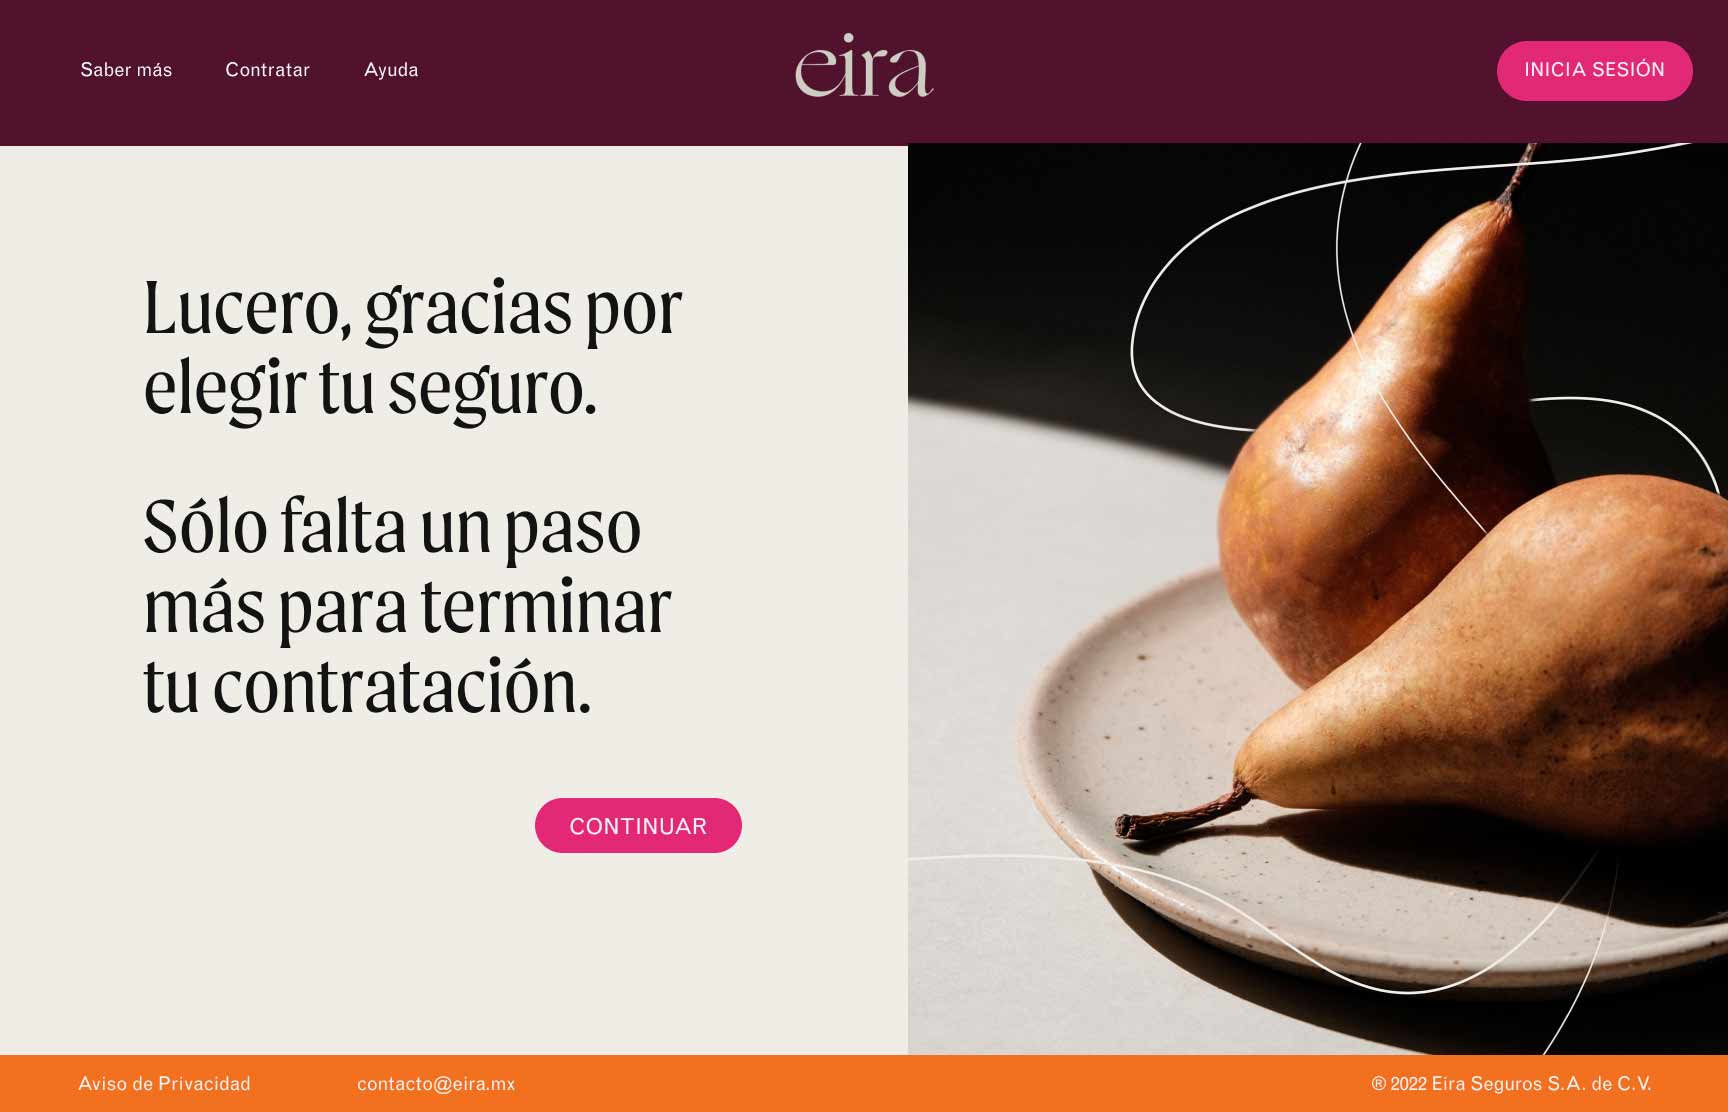 Saber más
Contratar
Ayuda
eira
INICIA SESIÓN
Lucero, gracias por
elegir tu seguro.
Sólo falta un paso
más para terminar
tu contratación.
CONTINUAR
Aviso de Privacidad
contacto@eira.mx
® 2022 Eira Seguros S.A. de C.V.